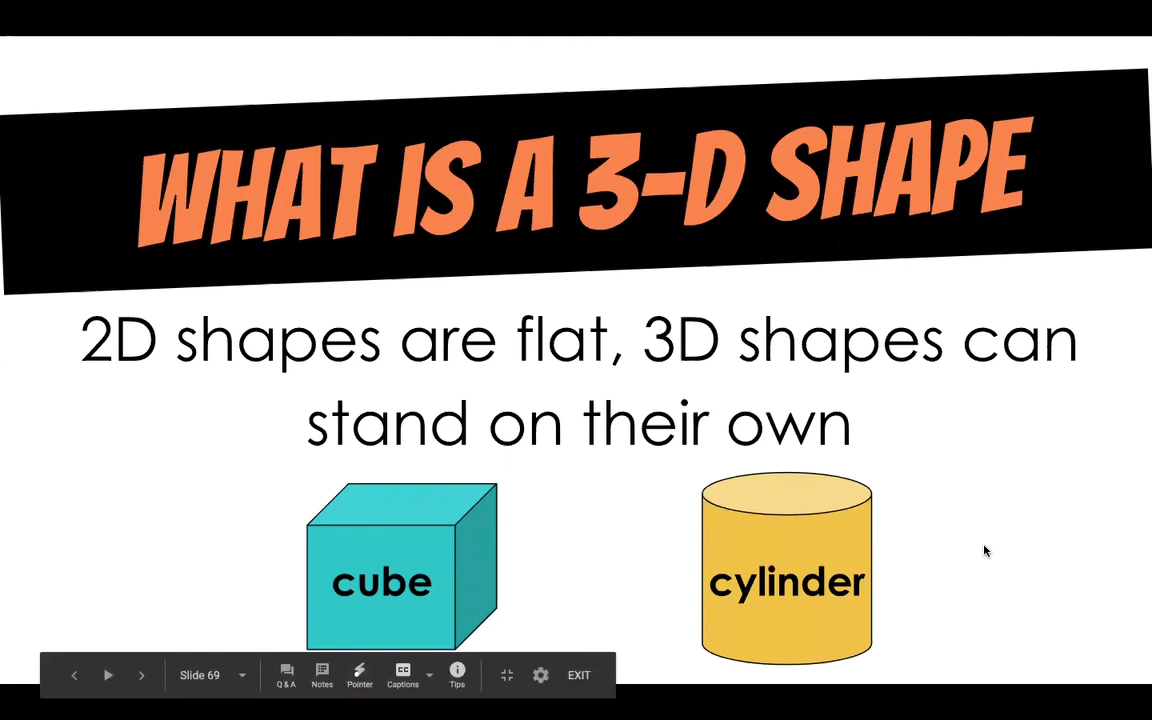 WHAT IS A 3-D SHAPE
2D shapes are flat, 3D shapes can
stand on their own
cube
cylinder
Slide 69
Q & A
Notes
Pointer
CC
Captions
Tips
EXIT